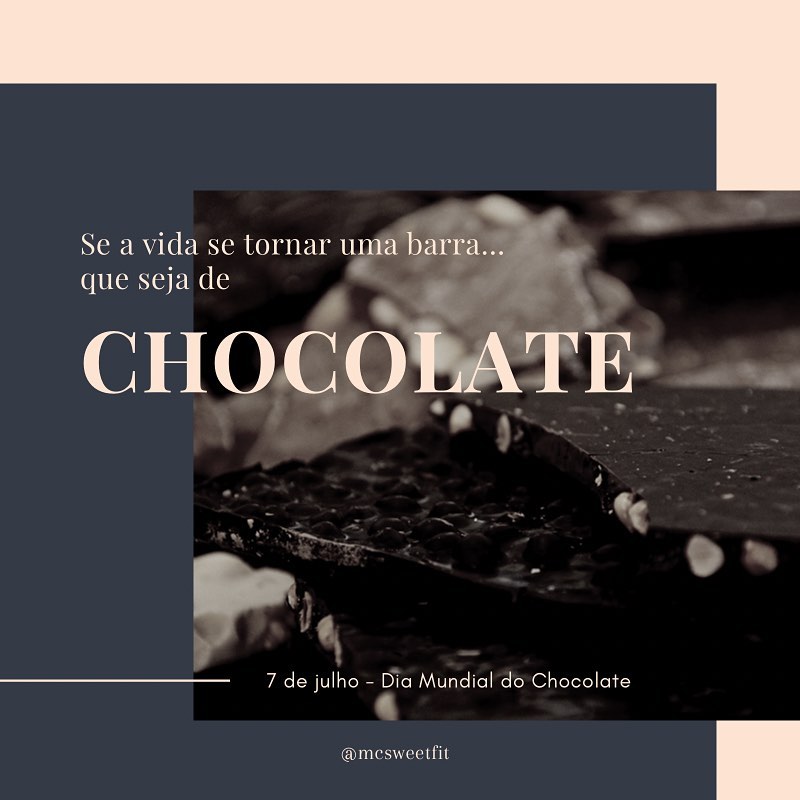 Se a vida se tornar uma barra...
que seja de
CHOCOLATE
7 de julho - Dia Mundial do Chocolate
@mcsweetfit